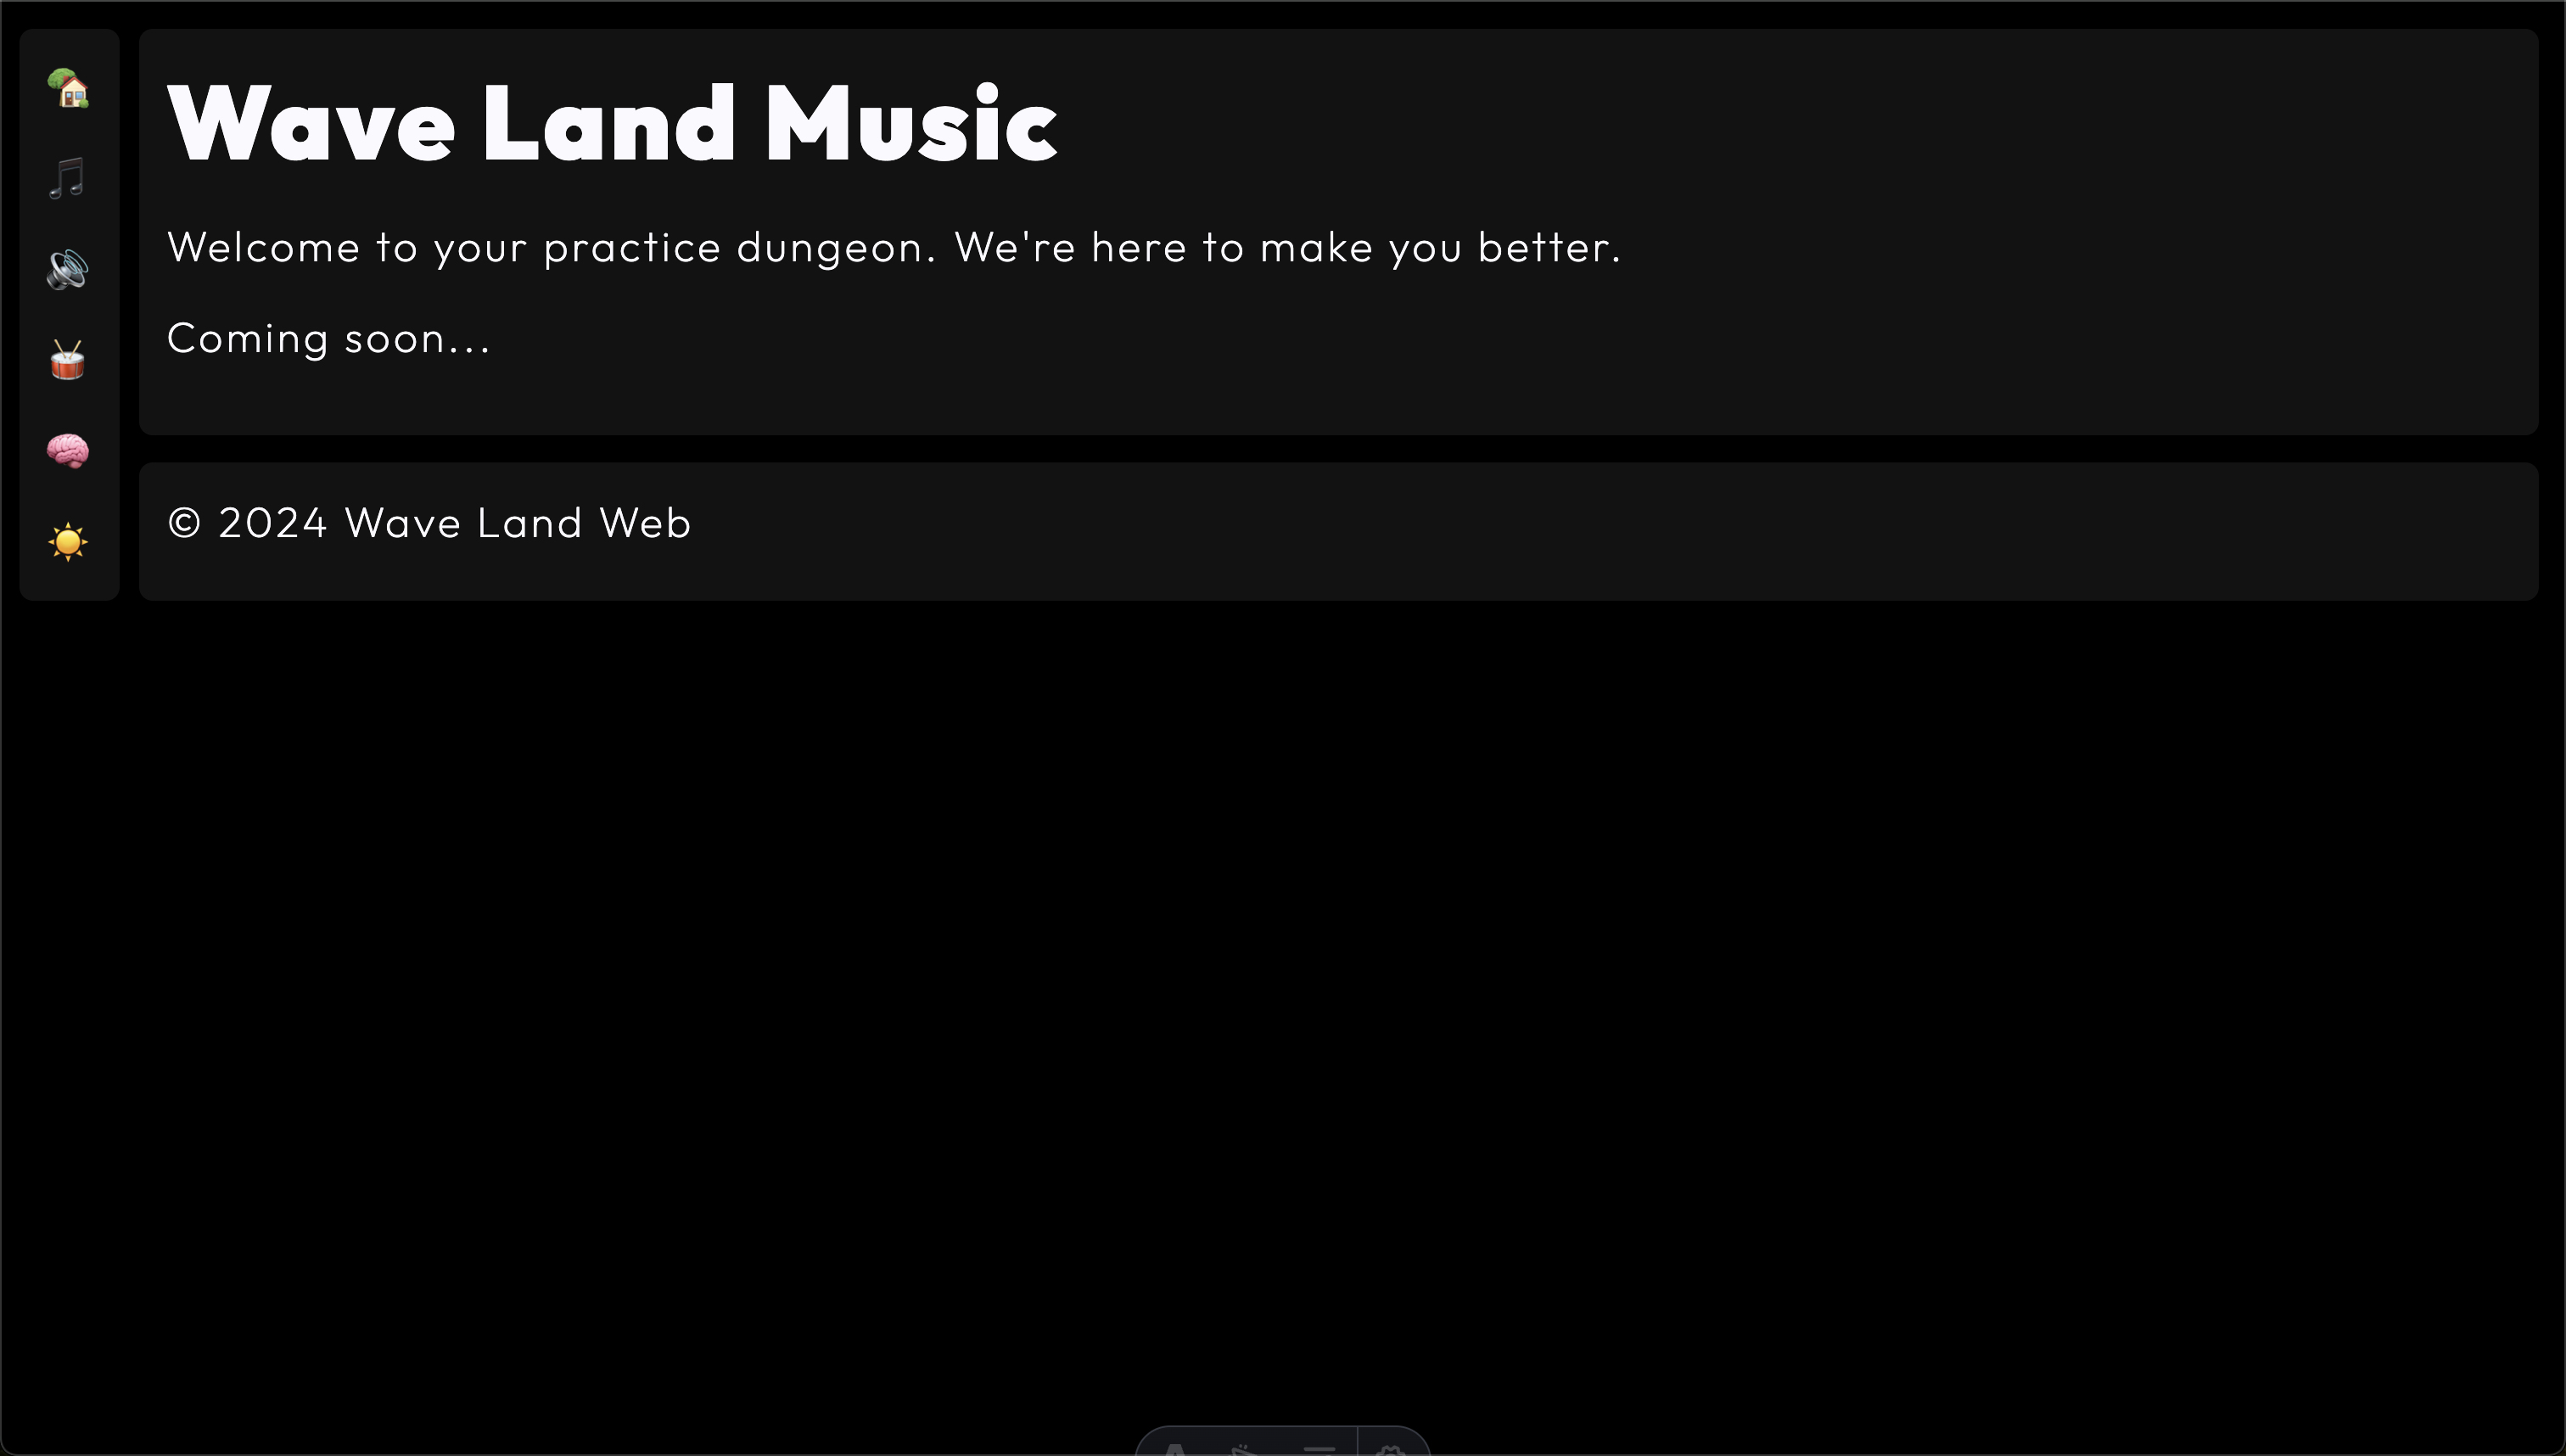 Wave Land Music
Welcome to your practice dungeon. We're here to make you better.
Coming soon...
© 2024 Wave Land Web